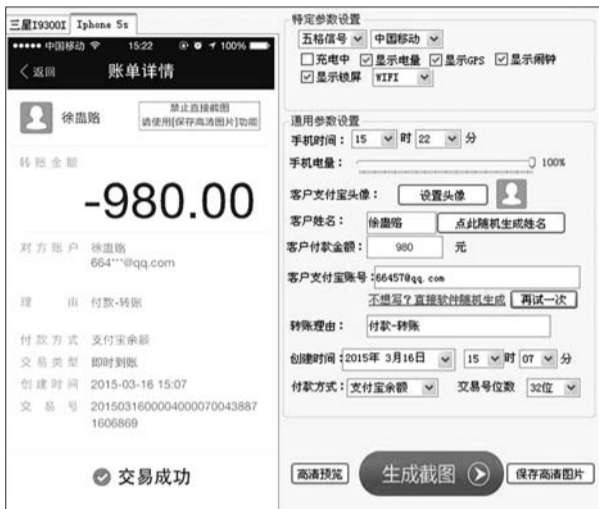 三星I9300I Iphone 5s
中国移动 15:22 100%
返回 账单详情
徐蛊赂
禁止直接截图
请使用[保存高清图片]功能
转账金额
-980.00
对方账户 徐蛊赂
664***@qq.com
理由 付款-转账
付款方式 支付宝余额
交易类型 即时到账
创建时间 2015-03-16 15:07
交易号 2015031600004000070043887
1606869
交易成功
特定参数设置
五格信号 中国移动
充电中 显示电量 显示GPS 显示闹钟
显示锁屏 WIFI
通用参数设置
手机时间: 15 时 22 分
手机电量: 100%
客户支付宝头像: 设置头像
客户姓名: 徐蛊赂 点此随机生成姓名
客户付款金额: 980 元
客户支付宝账号: 66457@qq.com
不想写?直接软件随机生成 再试一次
转账理由: 付款-转账
创建时间: 2015年 3月16日 15 时 07 分
付款方式: 支付宝余额 交易号位数 32位
高清预览 生成截图 保存高清图片